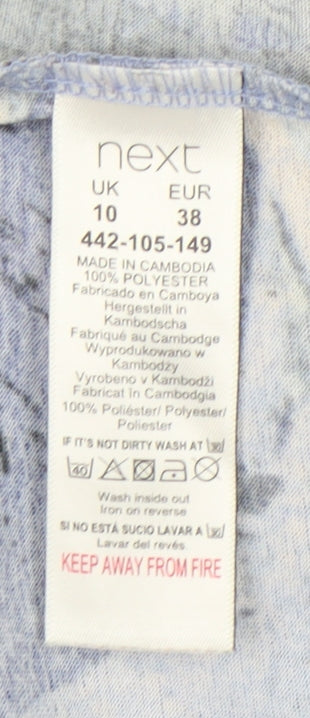 next
UK EUR
10 38
442-105-149
MADE IN CAMBODIA
100% POLYESTER
Fabricado en Camboya
Hergestellt in
Kambodscha
Fabriqué au Cambodge
Wyprodukowano w
Kambodży
Vyrobeno v Kambodži
Fabricat în Cambodgia
100% Poliéster/ Polyester/
Poliester
IF IT'S NOT DIRTY WASH AT 30
40
Wash inside out
Iron on reverse
SI NO ESTÁ SUCIO LAVAR A 30
Lavar del revés
KEEP AWAY FROM FIRE